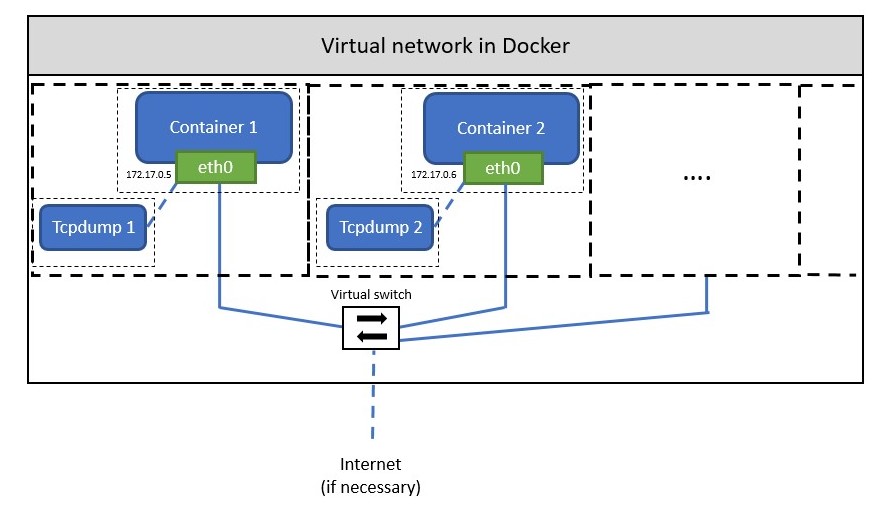 Virtual network in Docker
Container 1
eth0
172.17.0.5
Tcpdump 1
Container 2
eth0
172.17.0.6
Tcpdump 2
....
Virtual switch
Internet
(if necessary)